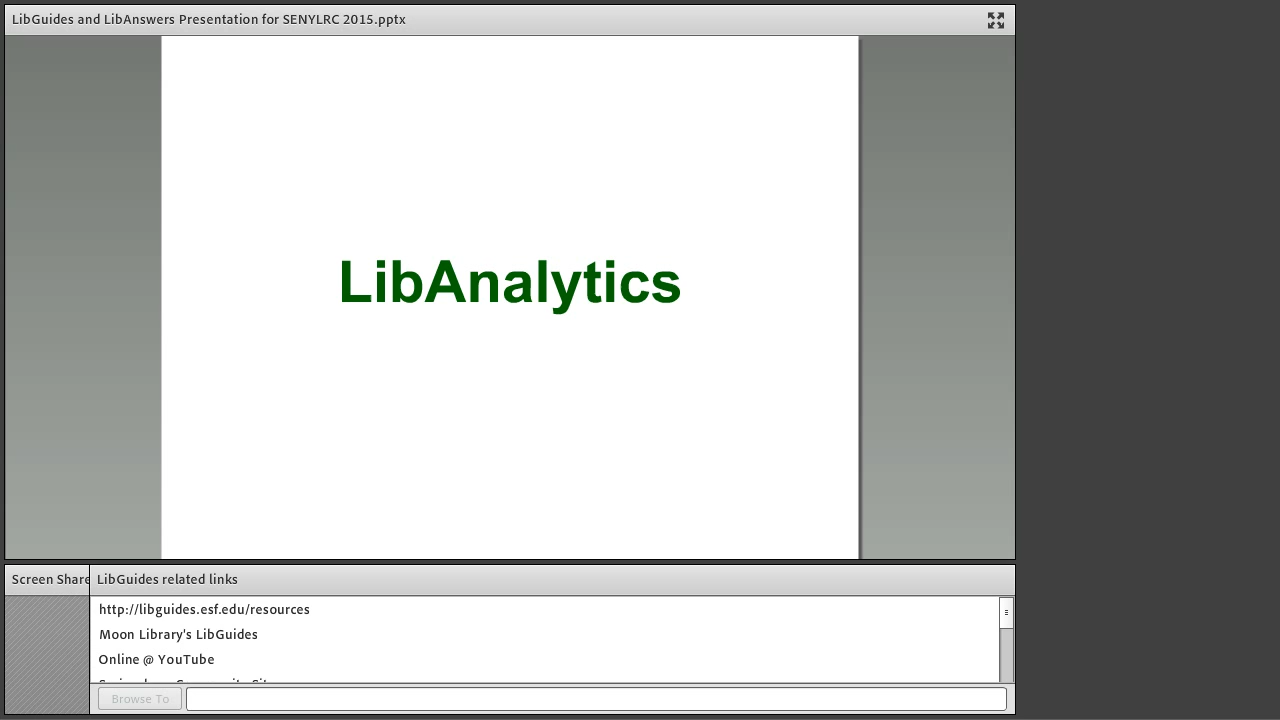 LibGuides and LibAnswers Presentation for SENYLRC 2015.pptx
LibAnalytics
Screen Share
LibGuides related links
http://libguides.esf.edu/resources
Moon Library's LibGuides
Online @ YouTube
Browse To